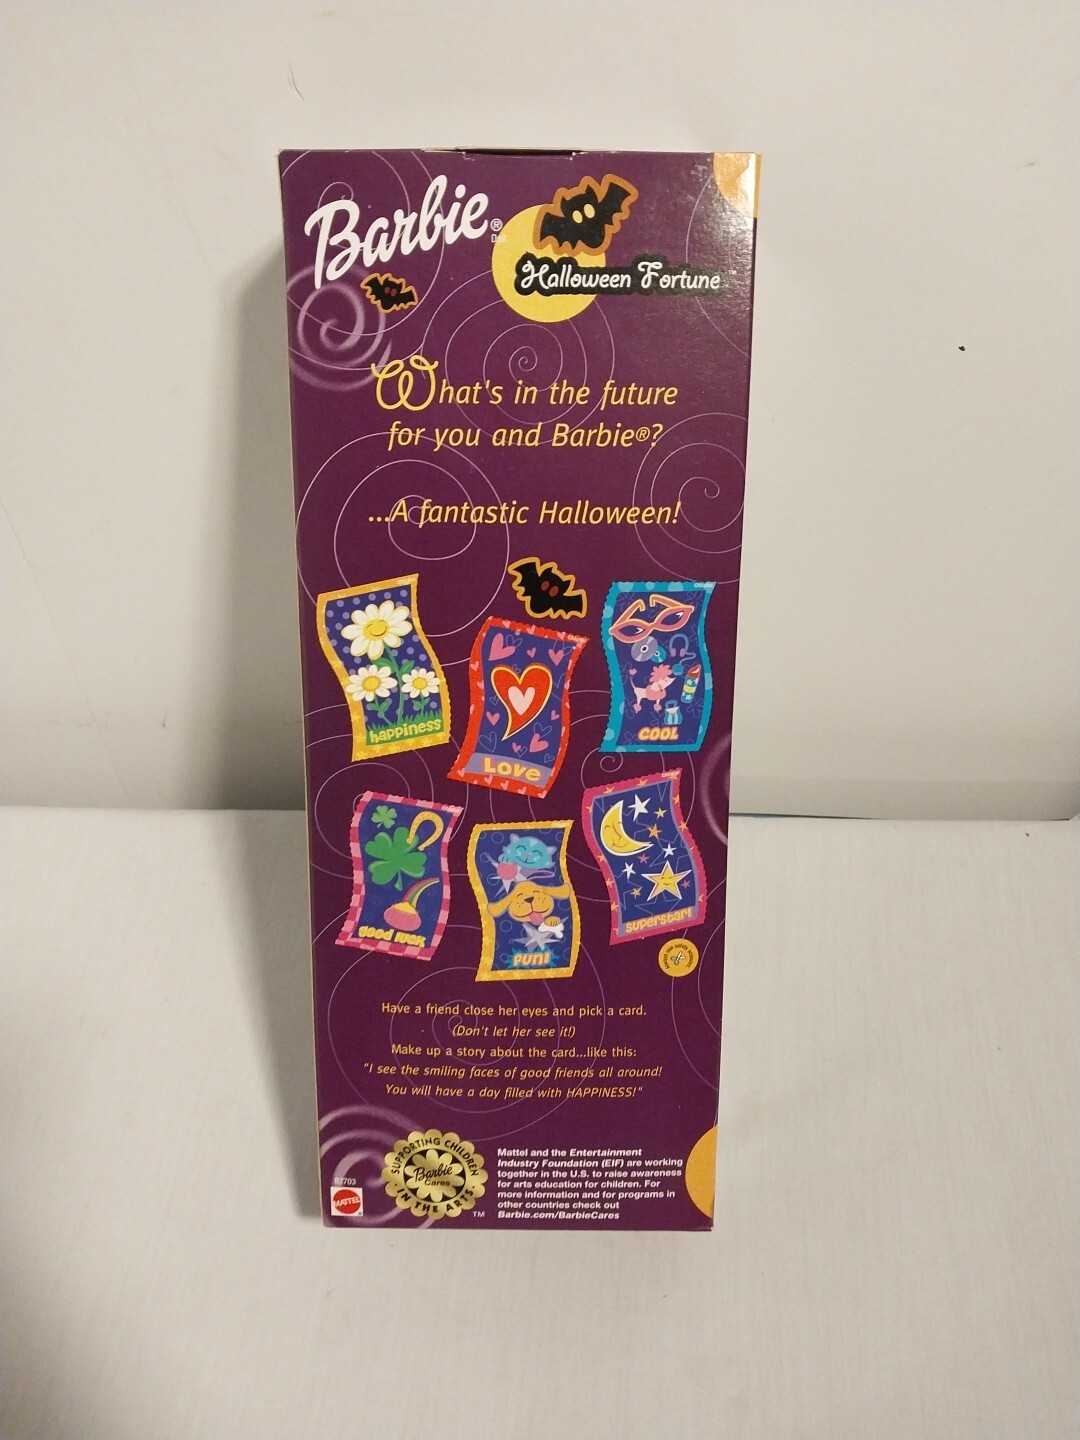 Barbie®
Doll
Halloween Fortune™
What's in the future
for you and Barbie®?
...A fantastic Halloween!
happiness
Love
COOL
good luck
FUN!
superstar!
Have a friend close her eyes and pick a card.
(Don't let her see it!)
Make up a story about the card...like this:
"I see the smiling faces of good friends all around!
You will have a day filled with HAPPINESS!"
SUPPORTING CHILDREN
Barbie
Cares
IN THE ARTS
TM
B2703
MATTEL
Mattel and the Entertainment
Industry Foundation (EIF) are working
together in the U.S. to raise awareness
for arts education for children. For
more information and for programs in
other countries check out
Barbie.com/BarbieCares